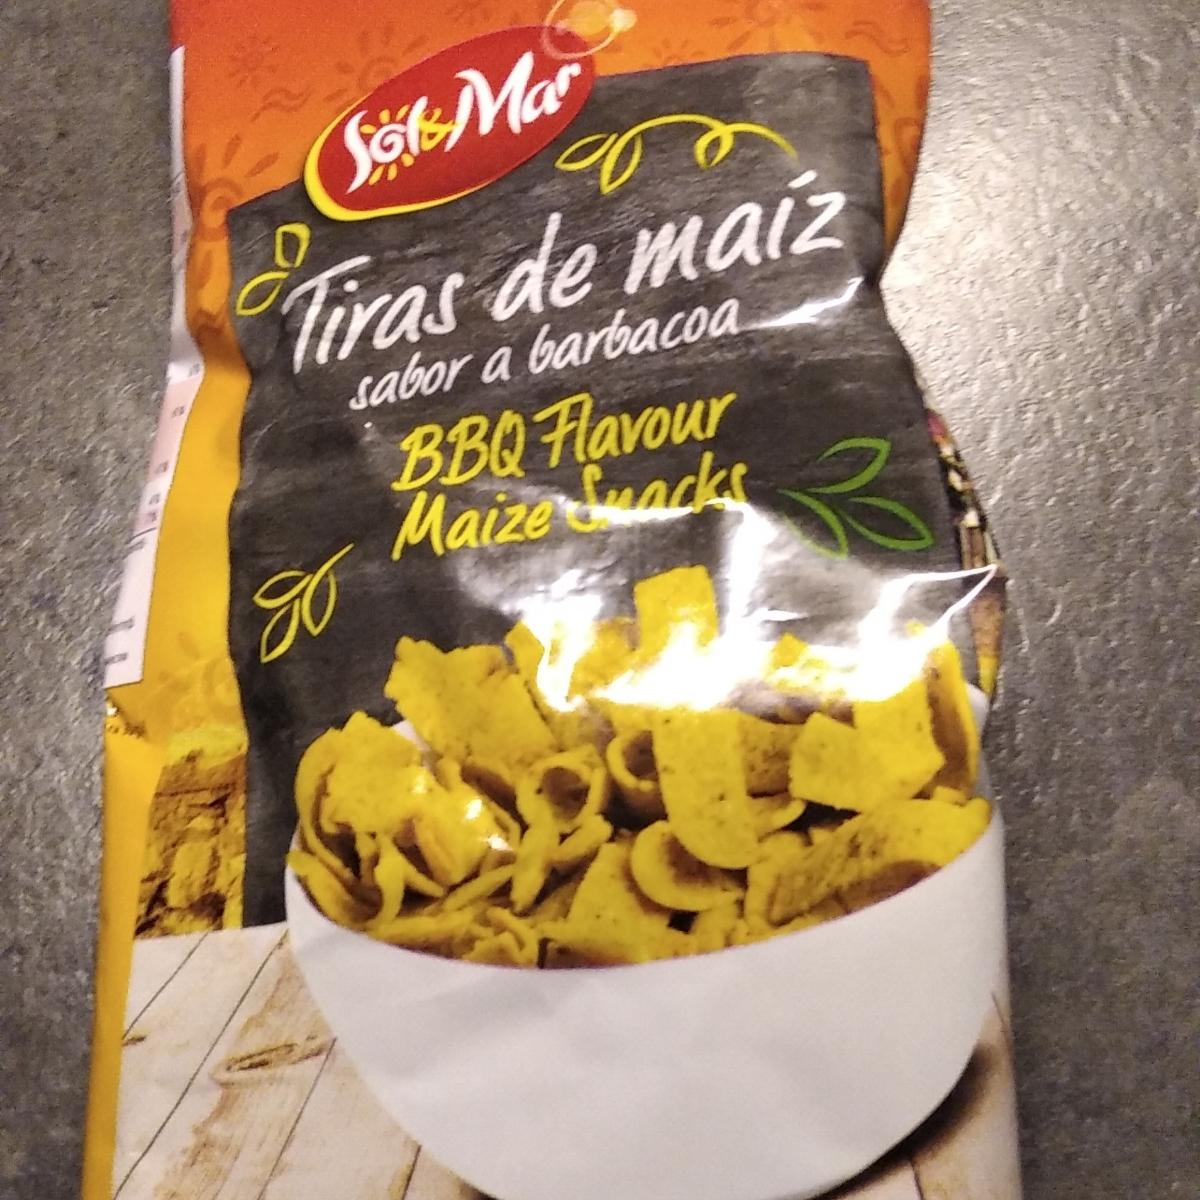 Sol&Mar
Tiras de maíz
sabor a barbacoa
BBQ Flavour
Maize Snacks